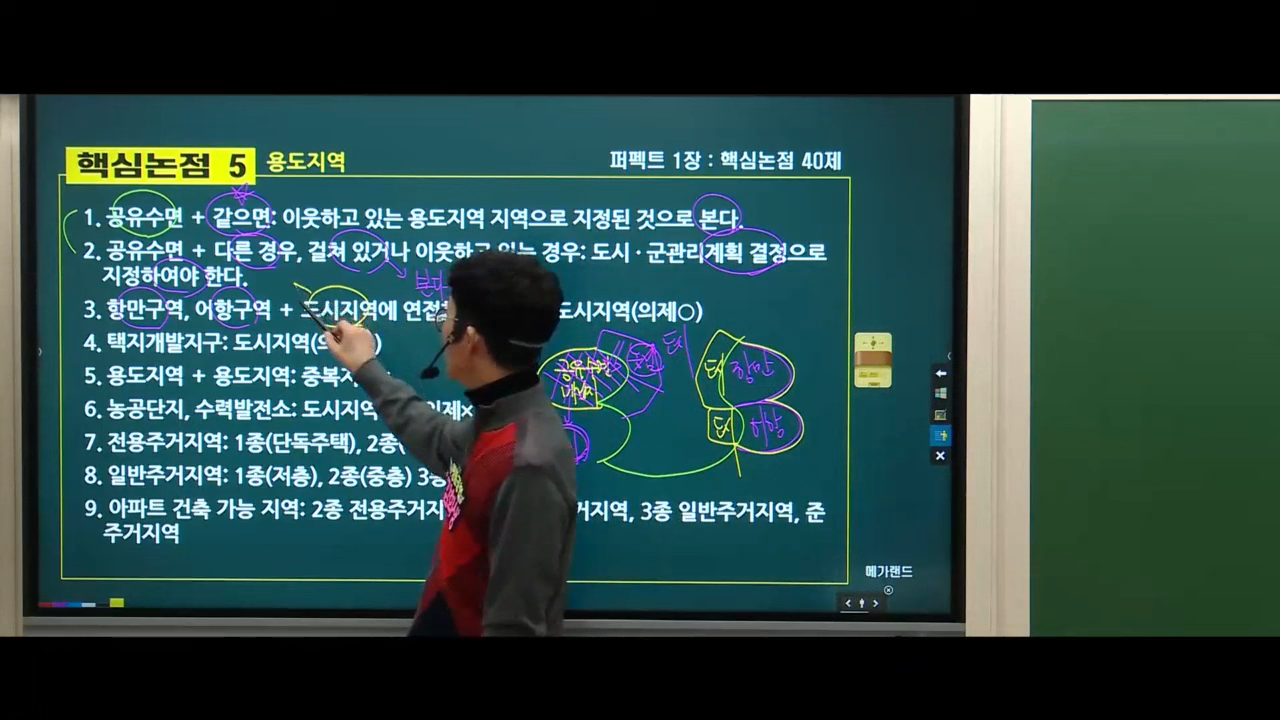 핵심논점 5 용도지역 퍼펙트 1장 : 핵심논점 40제
1. 공유수면 + 같으면: 이웃하고 있는 용도지역 지역으로 지정된 것으로 본다.
2. 공유수면 + 다른 경우, 걸쳐 있거나 이웃하고 있는 경우: 도시·군관리계획 결정으로
지정하여야 한다.
본다
3. 항만구역, 어항구역 + 도시지역에 연접 도시지역(의제○)
4. 택지개발지구: 도시지역(의 )
5. 용도지역 + 용도지역: 중복지
6. 농공단지, 수력발전소: 도시지역 의제×
7. 전용주거지역: 1종(단독주택), 2종(
8. 일반주거지역: 1종(저층), 2종(중층) 3종
9. 아파트 건축 가능 지역: 2종 전용주거지 거지역, 3종 일반주거지역, 준
주거지역
항만
어항
메가랜드